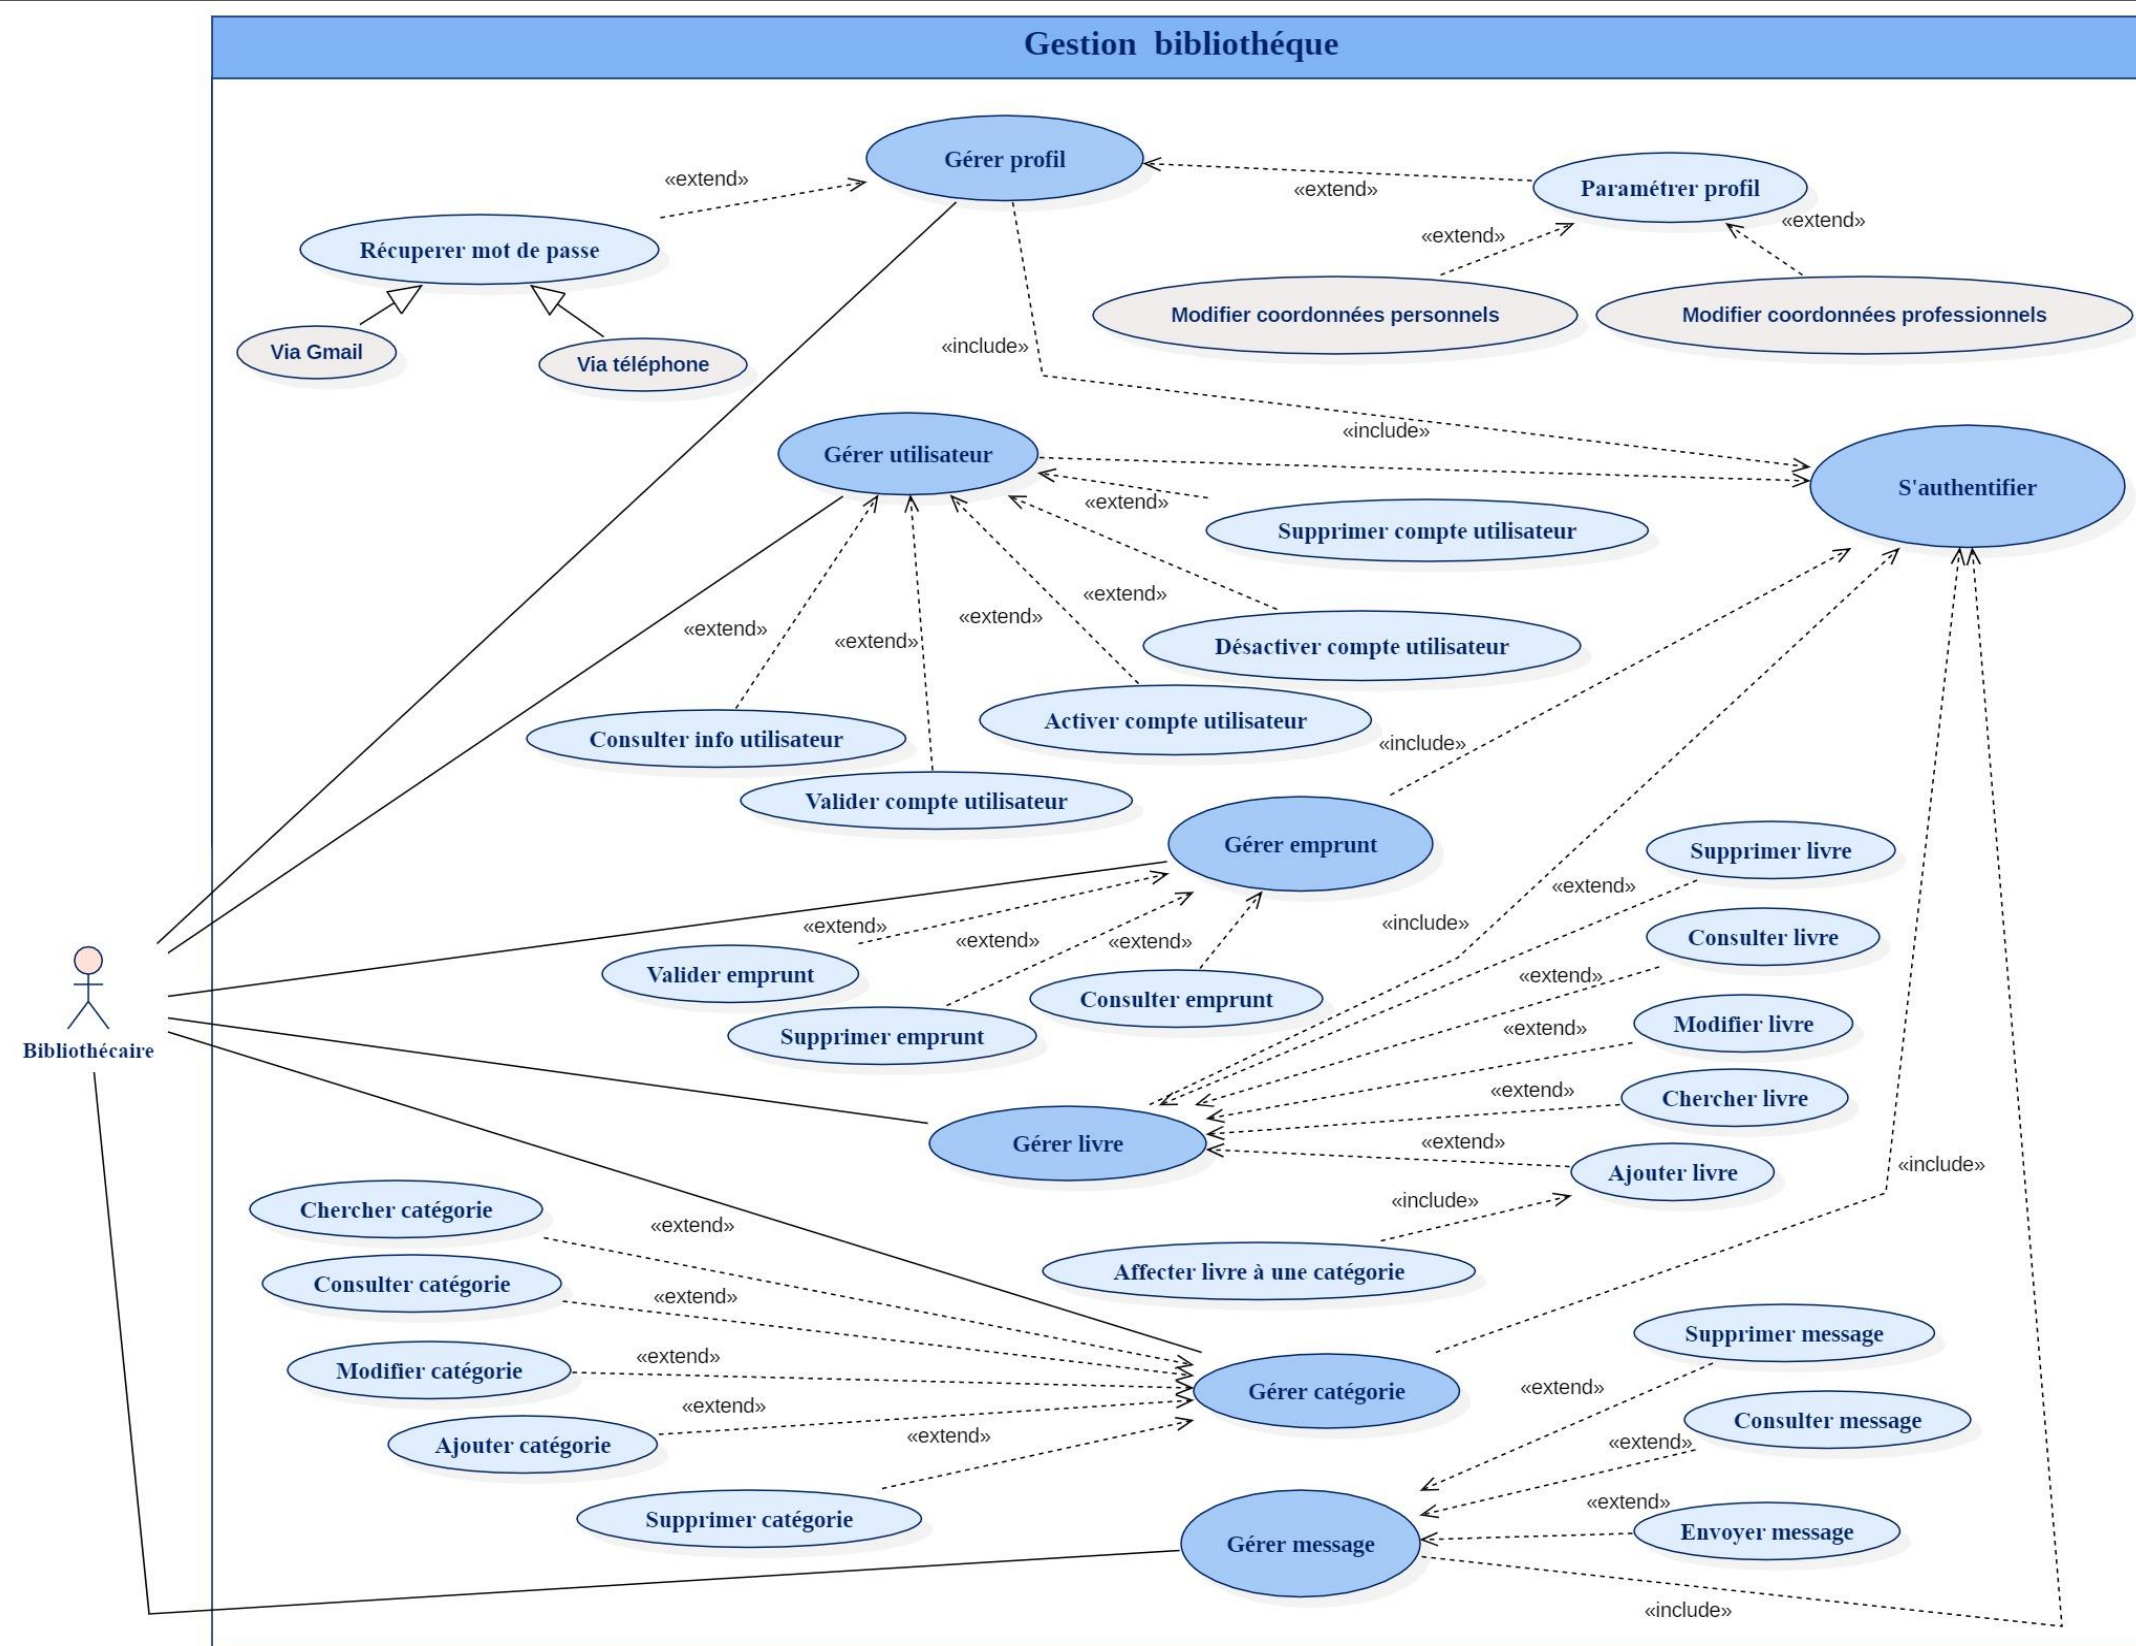 Gestion bibliothéque
Gérer profil
«extend»
«extend»
Paramétrer profil
«extend»
«extend»
Récuperer mot de passe
Modifier coordonnées personnels
Modifier coordonnées professionnels
Via Gmail
Via téléphone
«include»
«include»
Gérer utilisateur
S'authentifier
«extend»
Supprimer compte utilisateur
«extend»
«extend»
«extend»
«extend»
Désactiver compte utilisateur
Activer compte utilisateur
Consulter info utilisateur
«include»
Valider compte utilisateur
Gérer emprunt
Supprimer livre
«extend»
«extend»
«extend»
«extend»
«include»
Consulter livre
Valider emprunt
«extend»
Consulter emprunt
Supprimer emprunt
«extend»
Modifier livre
Bibliothécaire
«extend»
Chercher livre
Gérer livre
«extend»
Ajouter livre
«include»
«include»
Chercher catégorie
«extend»
Affecter livre à une catégorie
Consulter catégorie
«extend»
Supprimer message
Modifier catégorie
«extend»
Gérer catégorie
«extend»
«extend»
Consulter message
Ajouter catégorie
«extend»
«extend»
«extend»
Supprimer catégorie
Envoyer message
Gérer message
«include»